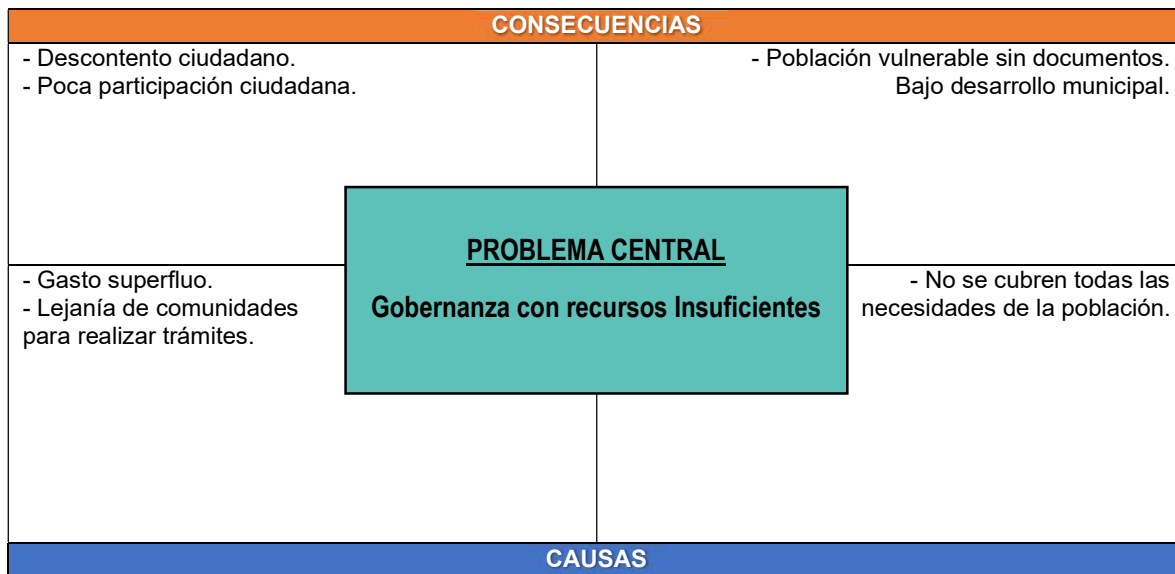 CONSECUENCIAS
- Descontento ciudadano.
- Poca participación ciudadana.
- Población vulnerable sin documentos.
Bajo desarrollo municipal.
PROBLEMA CENTRAL
Gobernanza con recursos Insuficientes
- Gasto superfluo.
- Lejanía de comunidades
para realizar trámites.
- No se cubren todas las
necesidades de la población.
CAUSAS